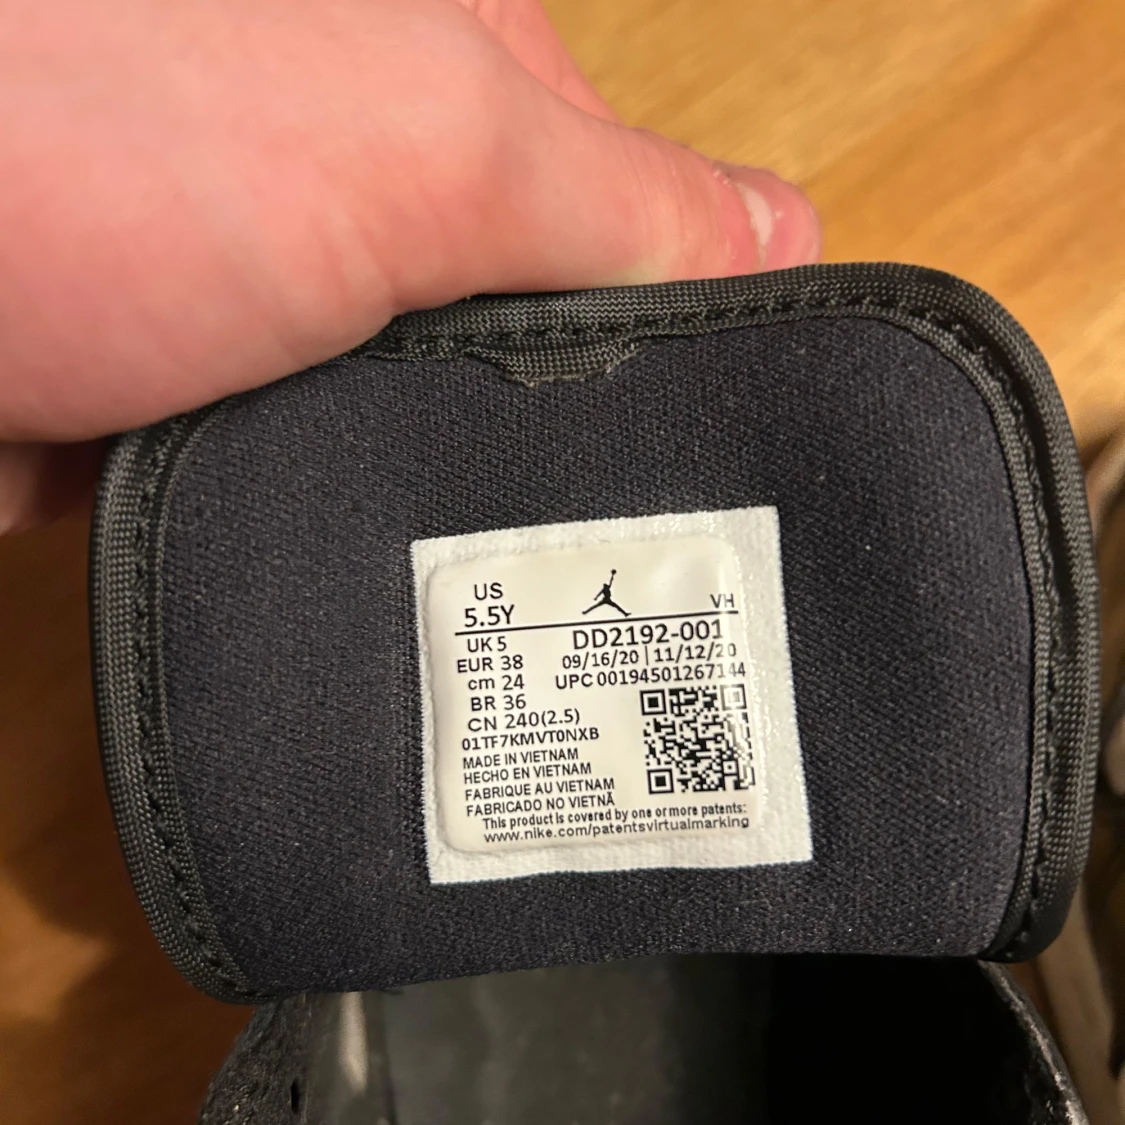 US
5.5Y
VH
UK 5
EUR 38
cm 24
BR 36
CN 240(2.5)
DD2192-001
09/16/20 | 11/12/20
UPC 00194501267144
01TF7KMVT0NXB
MADE IN VIETNAM
HECHO EN VIETNAM
FABRIQUE AU VIETNAM
FABRICADO NO VIETNÃ
This product is covered by one or more patents:
www.nike.com/patentsvirtualmarking